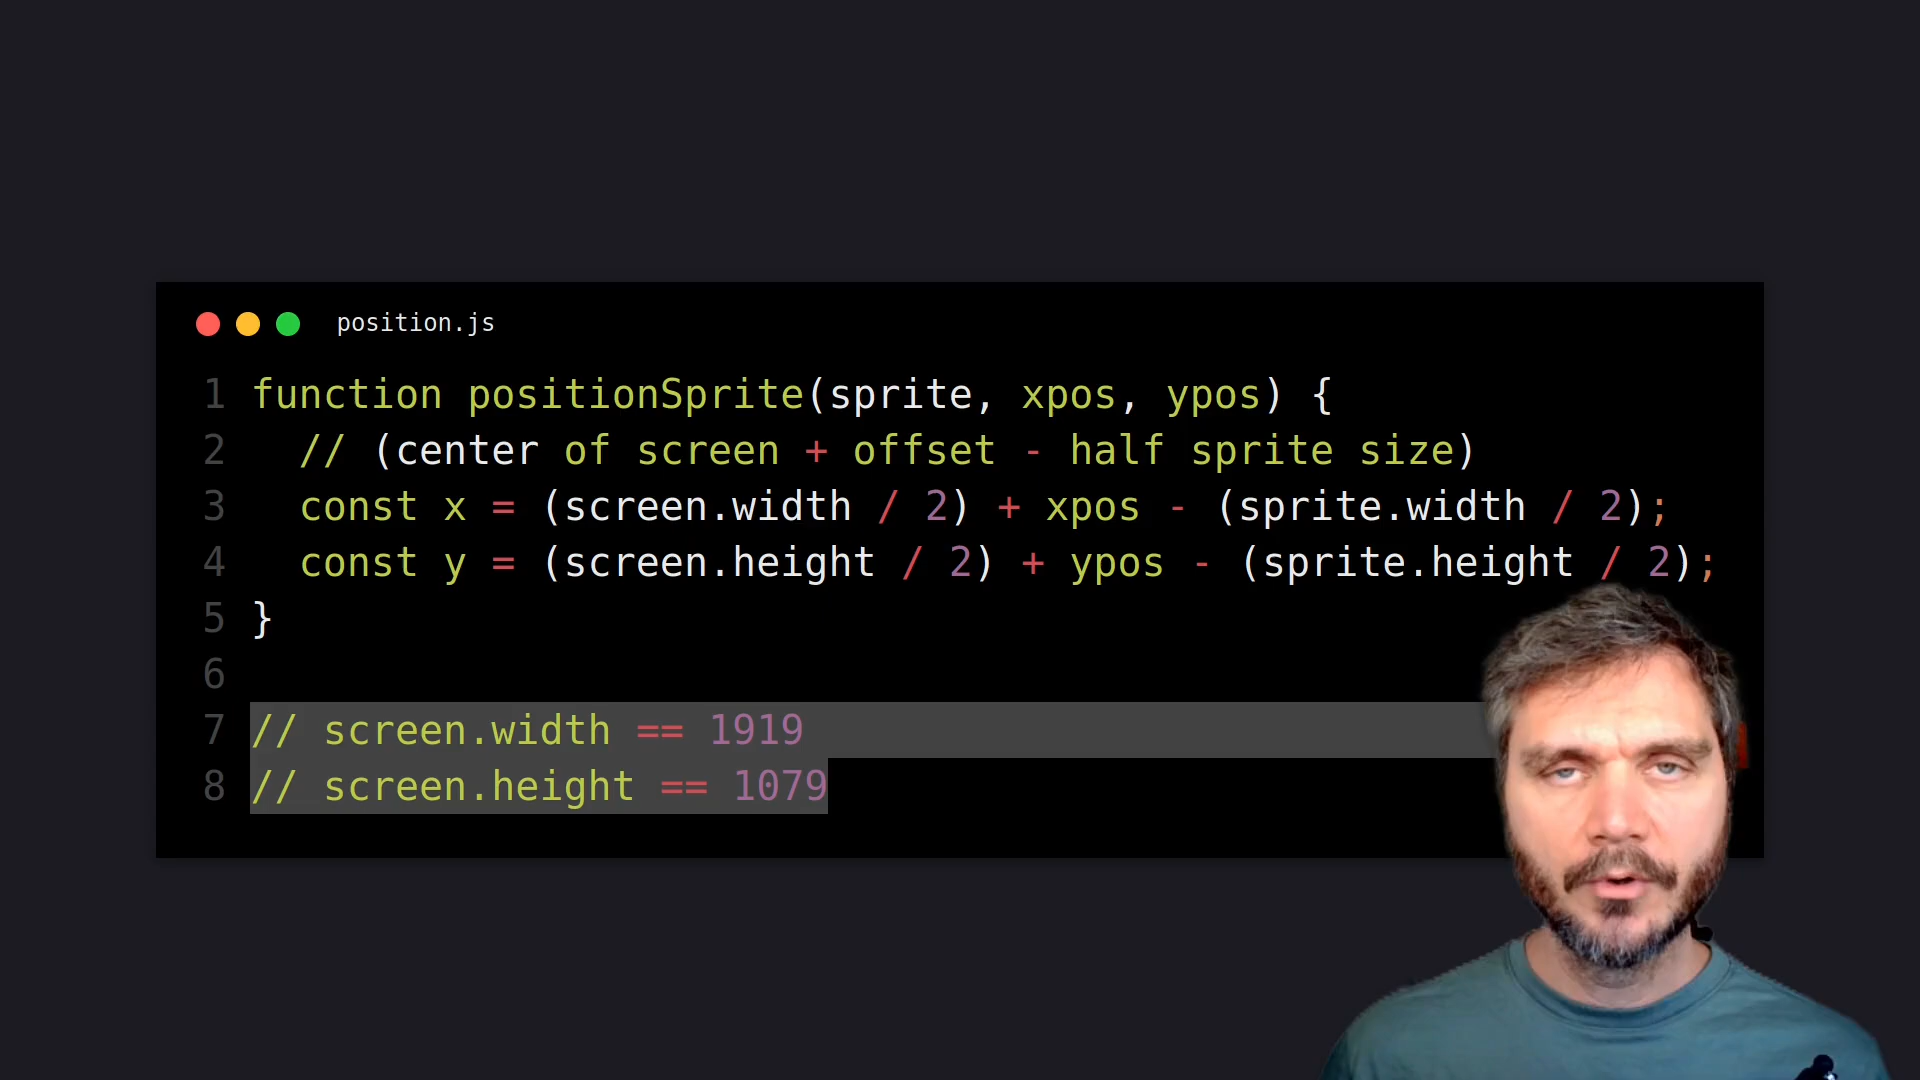 position.js
1 function positionSprite(sprite, xpos, ypos) {
2 // (center of screen + offset - half sprite size)
3 const x = (screen.width / 2) + xpos - (sprite.width / 2);
4 const y = (screen.height / 2) + ypos - (sprite.height / 2);
5 }
6
7 // screen.width == 1919
8 // screen.height == 1079